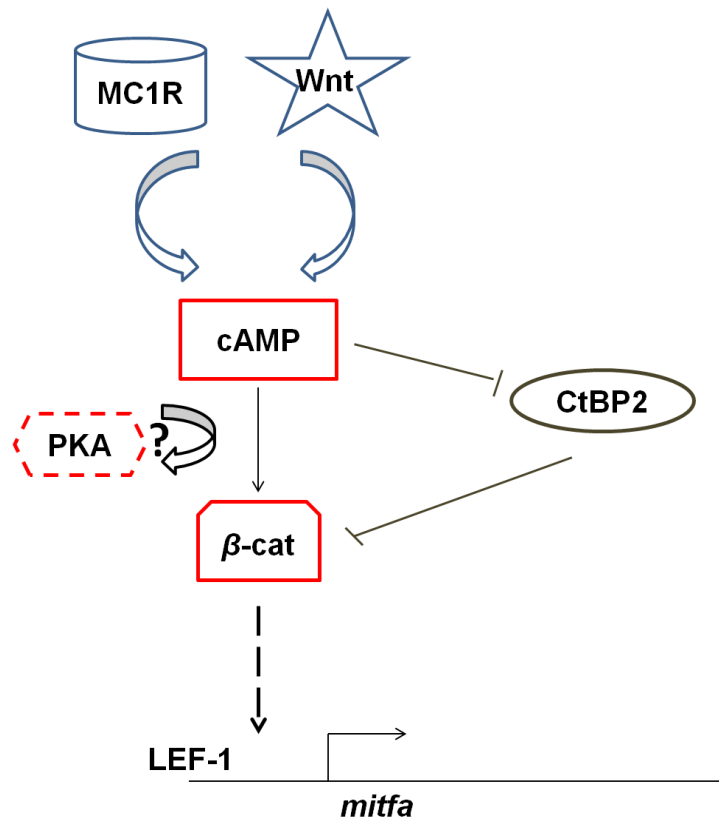 MC1R
Wnt
cAMP
CtBP2
PKA
?
β-cat
LEF-1
mitfa